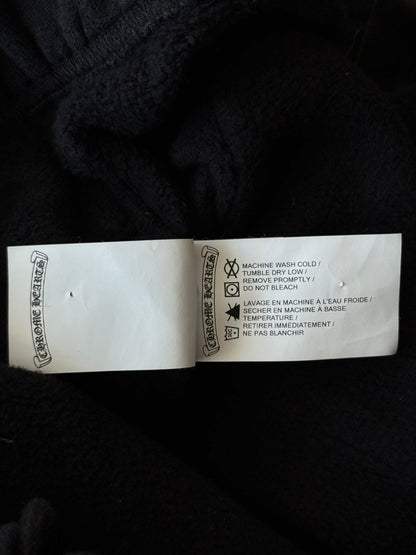 CHROME HEARTS
CHROME HEARTS
MACHINE WASH COLD /
TUMBLE DRY LOW /
REMOVE PROMPTLY /
DO NOT BLEACH
LAVAGE EN MACHINE À L'EAU FROIDE /
SECHER EN MACHINE À BASSE
TEMPERATURE /
RETIRER IMMÉDIATEMENT /
NE PAS BLANCHIR